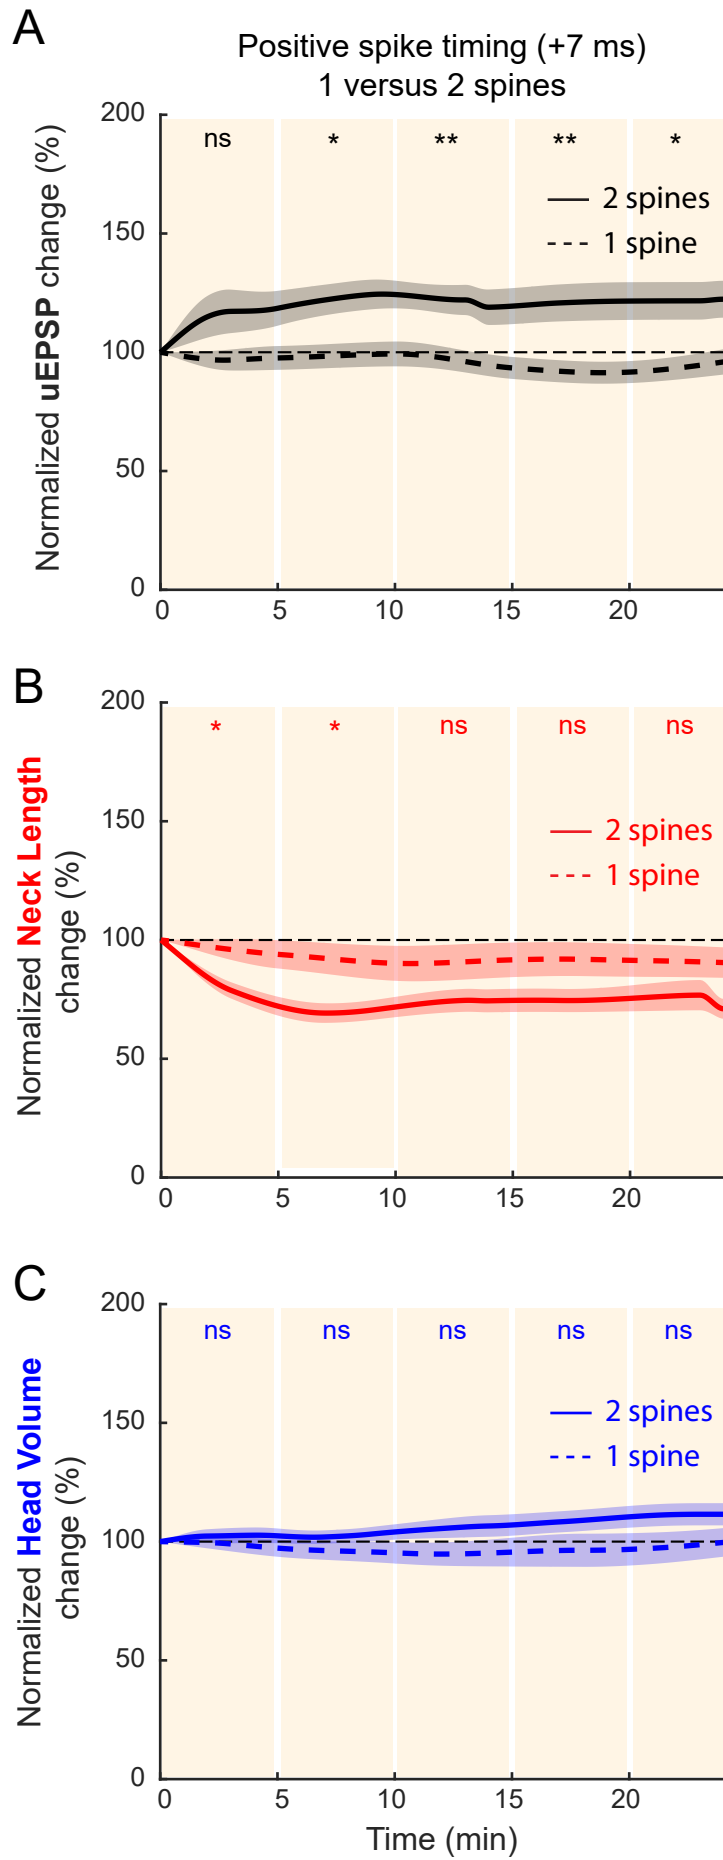 A
Positive spike timing (+7 ms)
1 versus 2 spines
Normalized uEPSP change (%)
200
150
100
50
0
ns * ** ** *
2 spines
1 spine
0 5 10 15 20
B
Normalized Neck Length
change (%)
200
150
100
50
0
* * ns ns ns
2 spines
1 spine
0 5 10 15 20
C
Normalized Head Volume
change (%)
200
150
100
50
0
ns ns ns ns ns
2 spines
1 spine
0 5 10 15 20
Time (min)